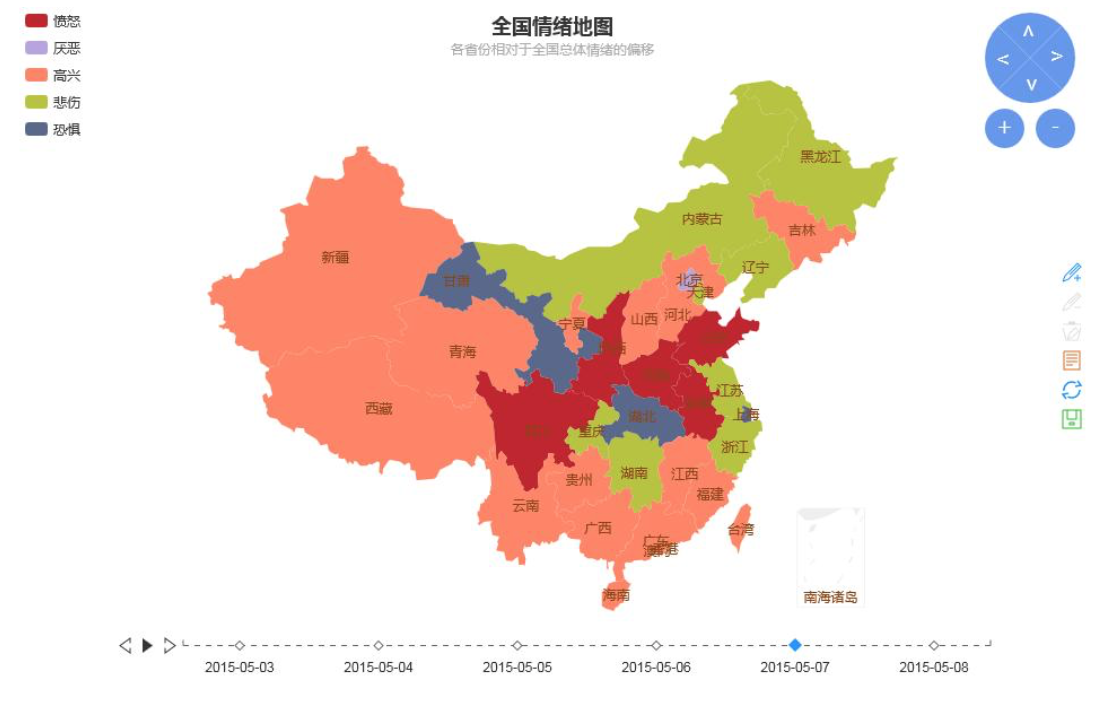 愤怒
厌恶
高兴
悲伤
恐惧
全国情绪地图
各省份相对于全国总体情绪的偏移
黑龙江
内蒙古
吉林
新疆
辽宁
甘肃
北京
天津
宁夏
山西
河北
青海
江苏
西藏
上海
湖北
重庆
浙江
湖南
江西
贵州
福建
云南
广西
台湾
广东
海南
南海诸岛
2015-05-03
2015-05-04
2015-05-05
2015-05-06
2015-05-07
2015-05-08